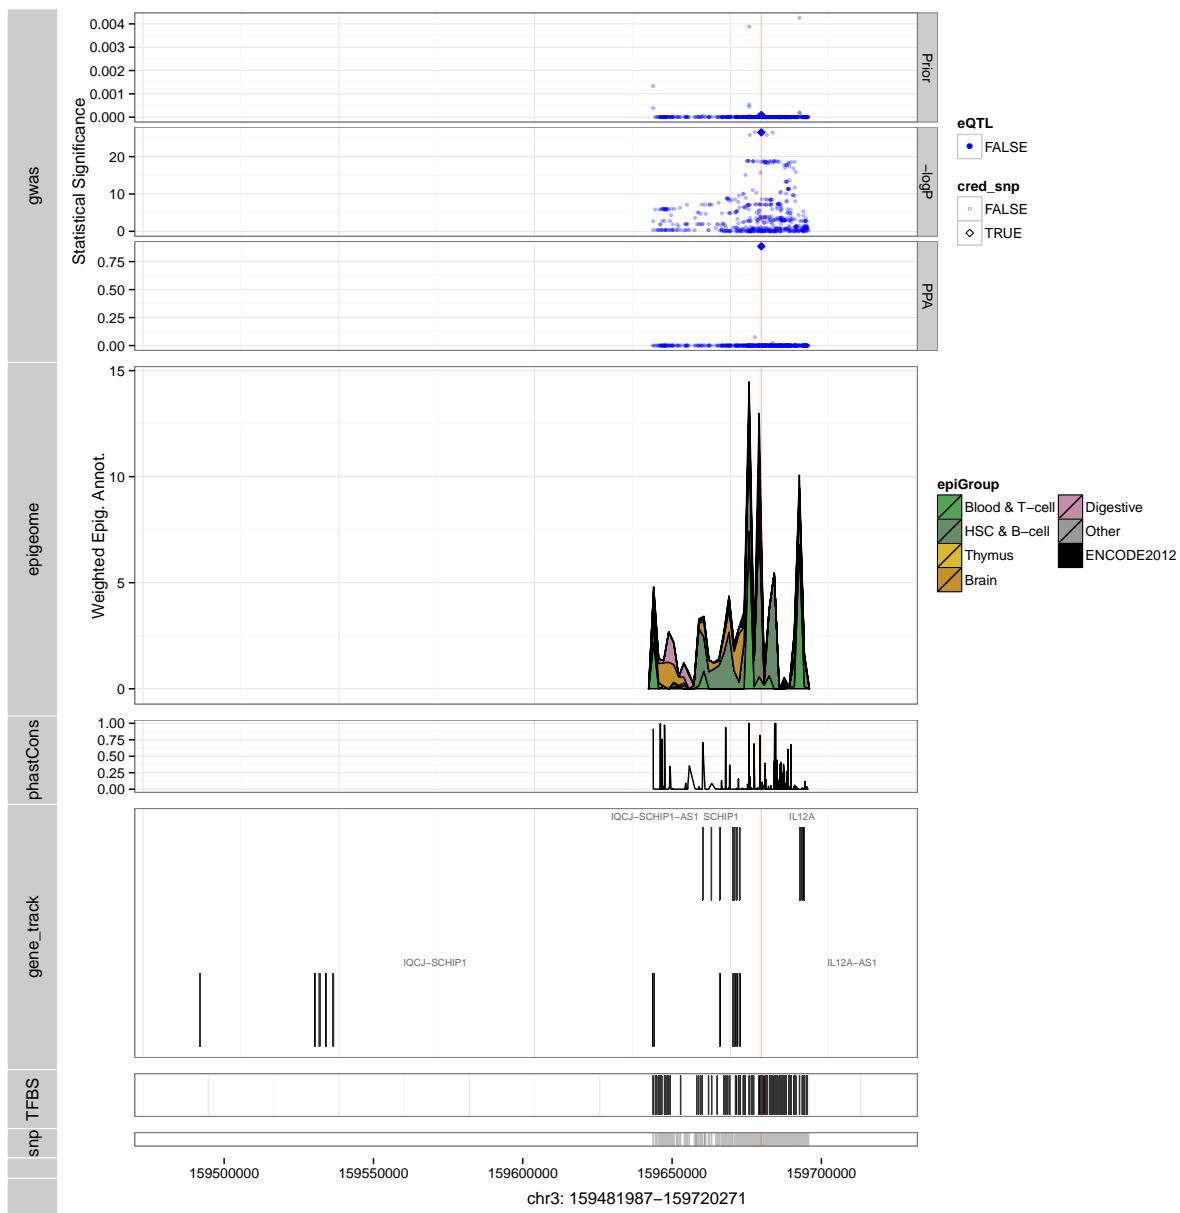 gwas
Statistical Significance
0.004
0.003
0.002
0.001
0.000
Prior
20
10
0
−logP
0.75
0.50
0.25
0.00
PPA
eQTL
FALSE
cred_snp
FALSE
TRUE
epigeome
Weighted Epig. Annot.
15
10
5
0
epiGroup
Blood & T−cell
HSC & B−cell
Thymus
Brain
Digestive
Other
ENCODE2012
phastCons
1.00
0.75
0.50
0.25
0.00
gene_track
IQCJ−SCHIP1−AS1 SCHIP1 IL12A
IQCJ−SCHIP1 IL12A−AS1
TFBS
snp
159500000 159550000 159600000 159650000 159700000
chr3: 159481987−159720271